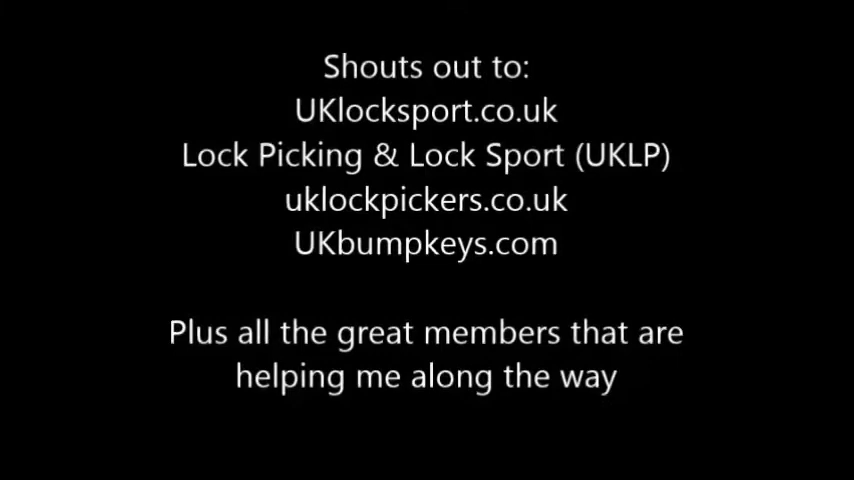 Shouts out to:
UKlocksport.co.uk
Lock Picking & Lock Sport (UKLP)
uklockpickers.co.uk
UKbumpkeys.com
Plus all the great members that are
helping me along the way